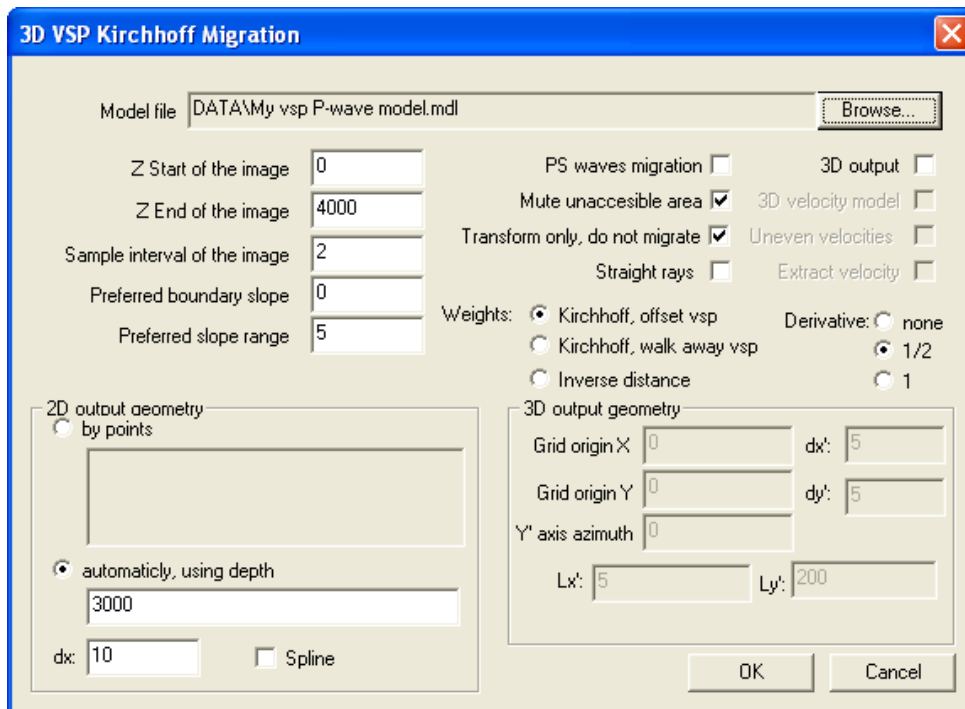 3D VSP Kirchhoff Migration
Model file DATA\My vsp P-wave model.mdl Browse...
Z Start of the image 0 PS waves migration 3D output
Z End of the image 4000 Mute unaccesible area 3D velocity model
Sample interval of the image 2 Transform only, do not migrate Uneven velocities
Preferred boundary slope 0 Straight rays Extract velocity
Preferred slope range 5 Weights: Kirchhoff, offset vsp Derivative: none
Kirchhoff, walk away vsp 1/2
Inverse distance 1
2D output geometry
by points
automaticly, using depth
3000
dx: 10 Spline
3D output geometry
Grid origin X 0 dx': 5
Grid origin Y 0 dy': 5
Y' axis azimuth 0
Lx': 5 Ly': 200
OK Cancel